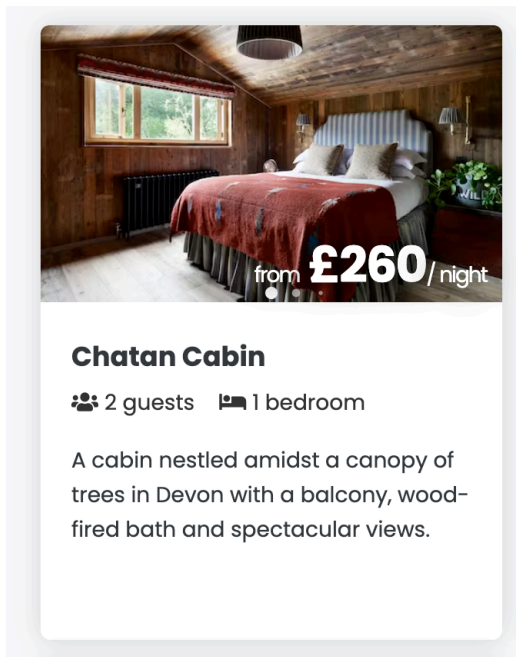 WILD
from £260/ night
Chatan Cabin
2 guests 1 bedroom
A cabin nestled amidst a canopy of
trees in Devon with a balcony, wood-
fired bath and spectacular views.